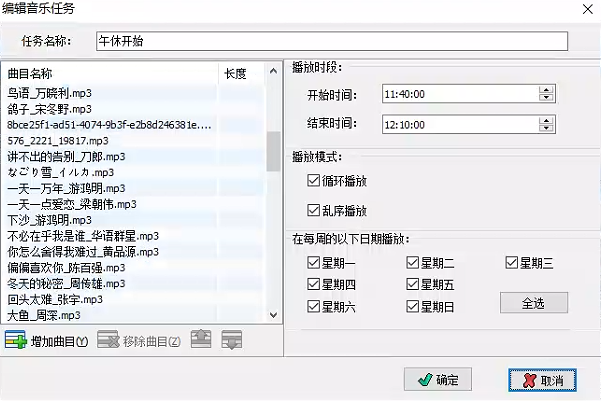 编辑音乐任务
任务名称:
午休开始
曲目名称 长度
鸟语_万晓利.mp3
鸽子_宋冬野.mp3
8bce25f1-ad51-4074-9b3f-e2b8d246381e....
576_2221_19817.mp3
讲不出的告别_刀郎.mp3
なごり雪_イルカ.mp3
一天一万年_游鸿明.mp3
一天一点爱恋_梁朝伟.mp3
下沙_游鸿明.mp3
不必在乎我是谁_华语群星.mp3
你怎么舍得我难过_黄品源.mp3
偏偏喜欢你_陈百强.mp3
冬天的秘密_周传雄.mp3
回头太难_张宇.mp3
大鱼_周深.mp3
增加曲目(Y) 移除曲目(Z)
播放时段:
开始时间: 11:40:00
结束时间: 12:10:00
播放模式:
循环播放
乱序播放
在每周的以下日期播放:
星期一 星期二 星期三
星期四 星期五
星期六 星期日 全选
确定 取消